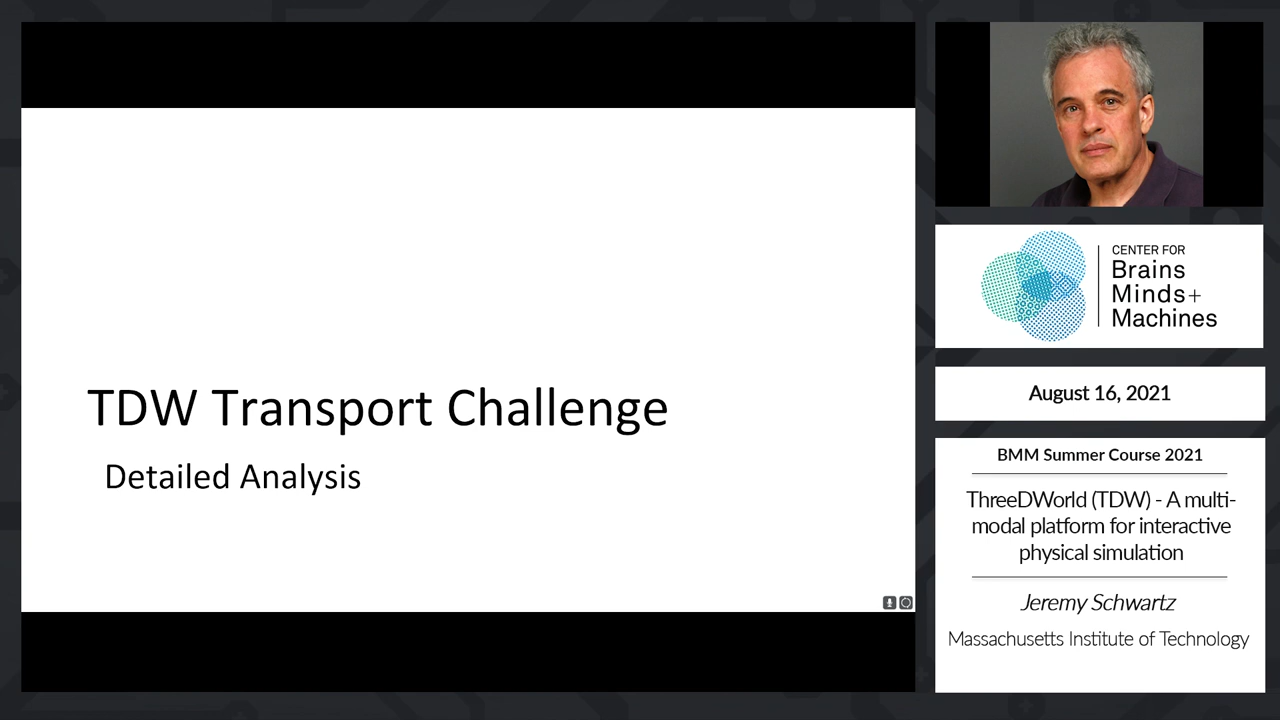 TDW Transport Challenge
Detailed Analysis
CENTER FOR
Brains
Minds+
Machines
August 16, 2021
BMM Summer Course 2021
ThreeDWorld (TDW) - A multi-
modal platform for interactive
physical simulation
Jeremy Schwartz
Massachusetts Institute of Technology